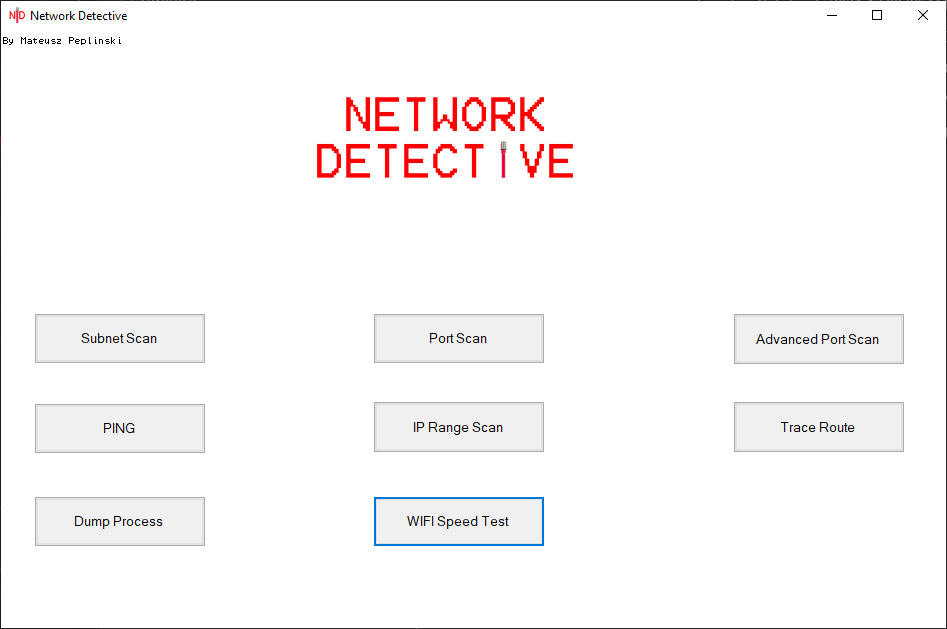 ND Network Detective
By Mateusz Peplinski
NETWORK
DETECTIVE
Subnet Scan
Port Scan
Advanced Port Scan
PING
IP Range Scan
Trace Route
Dump Process
WIFI Speed Test